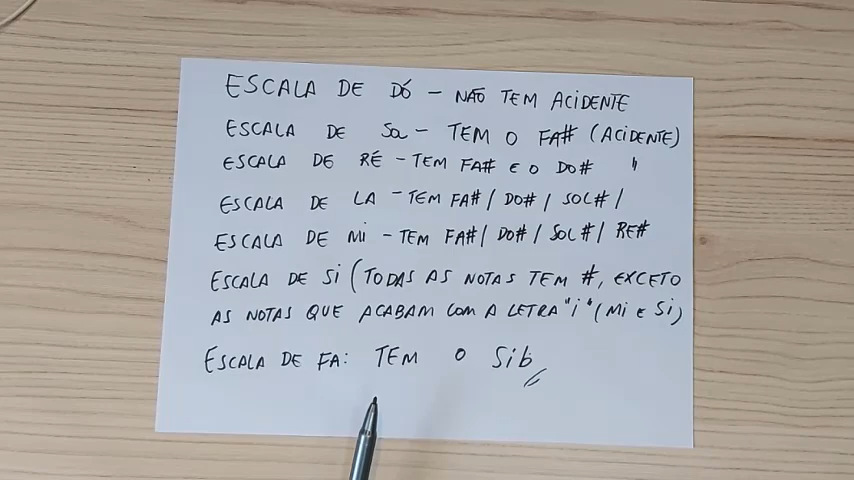 ESCALA DE DÓ - NÃO TEM ACIDENTE
ESCALA DE SOL - TEM O FA# (ACIDENTE)
ESCALA DE RÉ - TEM FA# E O DO# "
ESCALA DE LA - TEM FA# / DO# / SOL# /
ESCALA DE Mi - TEM FA# / DO# / SOL# / RE#
ESCALA DE Si (TODAS AS NOTAS TEM #, EXCETO
AS NOTAS QUE ACABAM COM A LETRA "i" (Mi E Si)
ESCALA DE FA: TEM O Sib